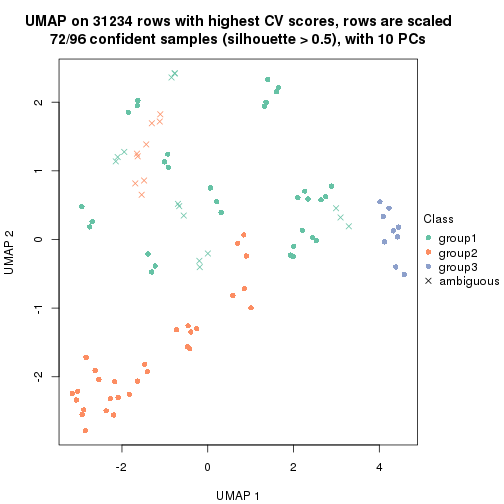 UMAP on 31234 rows with highest CV scores, rows are scaled
72/96 confident samples (silhouette > 0.5), with 10 PCs
UMAP 2
2
1
0
-1
-2
-2
0
2
4
UMAP 1
Class
group1
group2
group3
ambiguous